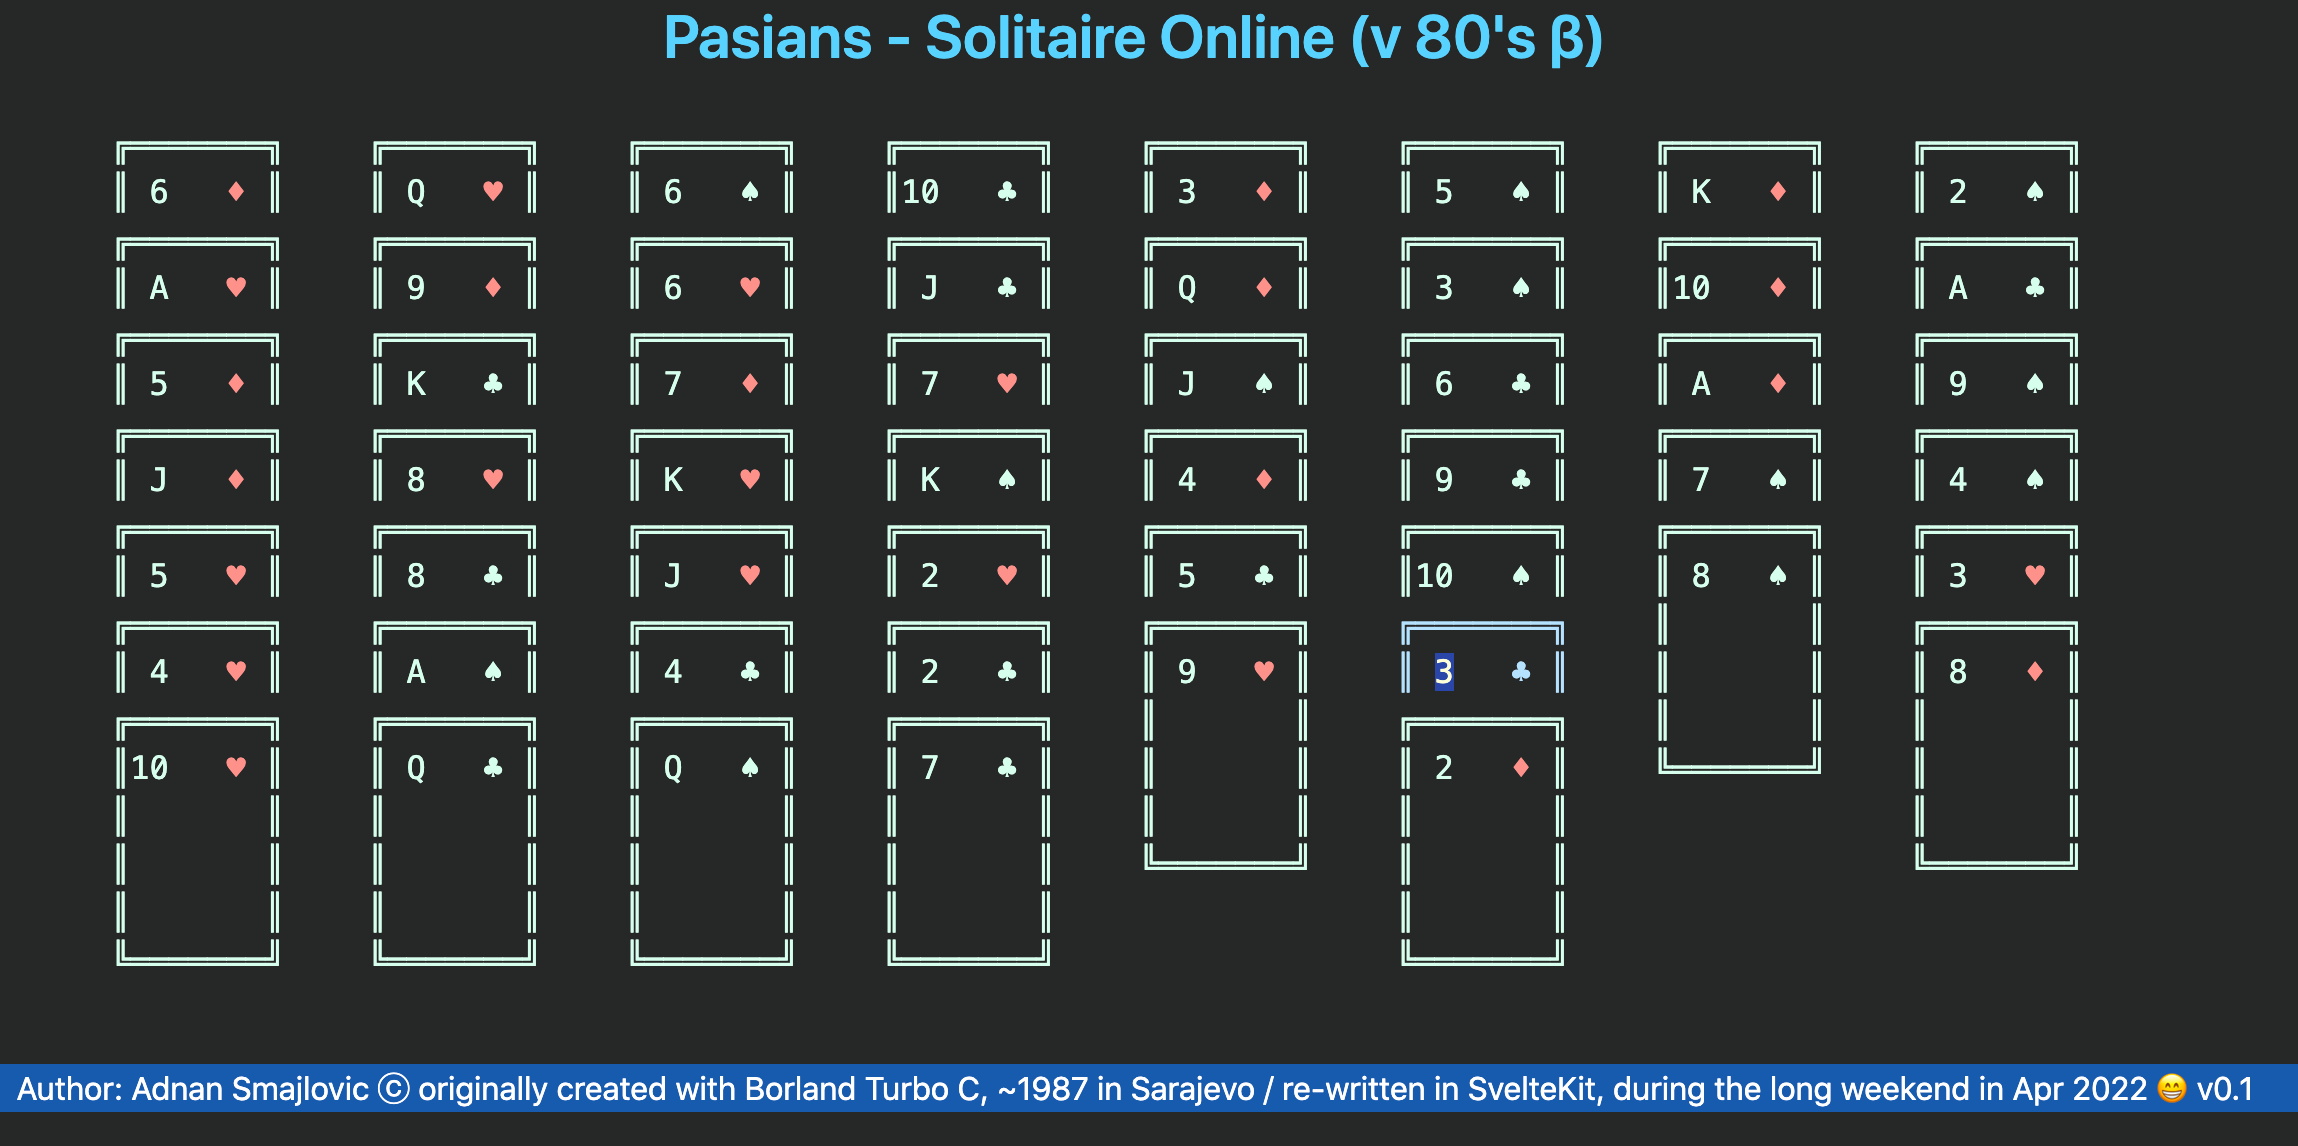 Pasians - Solitaire Online (v 80's β)
6 ♦ Q ♥ 6 ♠ 10 ♣ 3 ♦ 5 ♠ K ♦ 2 ♠
A ♥ 9 ♦ 6 ♥ J ♣ Q ♦ 3 ♠ 10 ♦ A ♣
5 ♦ K ♣ 7 ♦ 7 ♥ J ♠ 6 ♣ A ♦ 9 ♠
J ♦ 8 ♥ K ♥ K ♠ 4 ♦ 9 ♣ 7 ♠ 4 ♠
5 ♥ 8 ♣ J ♥ 2 ♥ 5 ♣ 10 ♠ 8 ♠ 3 ♥
4 ♥ A ♠ 4 ♣ 2 ♣ 9 ♥ 3 ♣ 8 ♦
10 ♥ Q ♣ Q ♠ 7 ♣ 2 ♦
Author: Adnan Smajlovic ⓒ originally created with Borland Turbo C, ~1987 in Sarajevo / re-written in SvelteKit, during the long weekend in Apr 2022 😁 v0.1